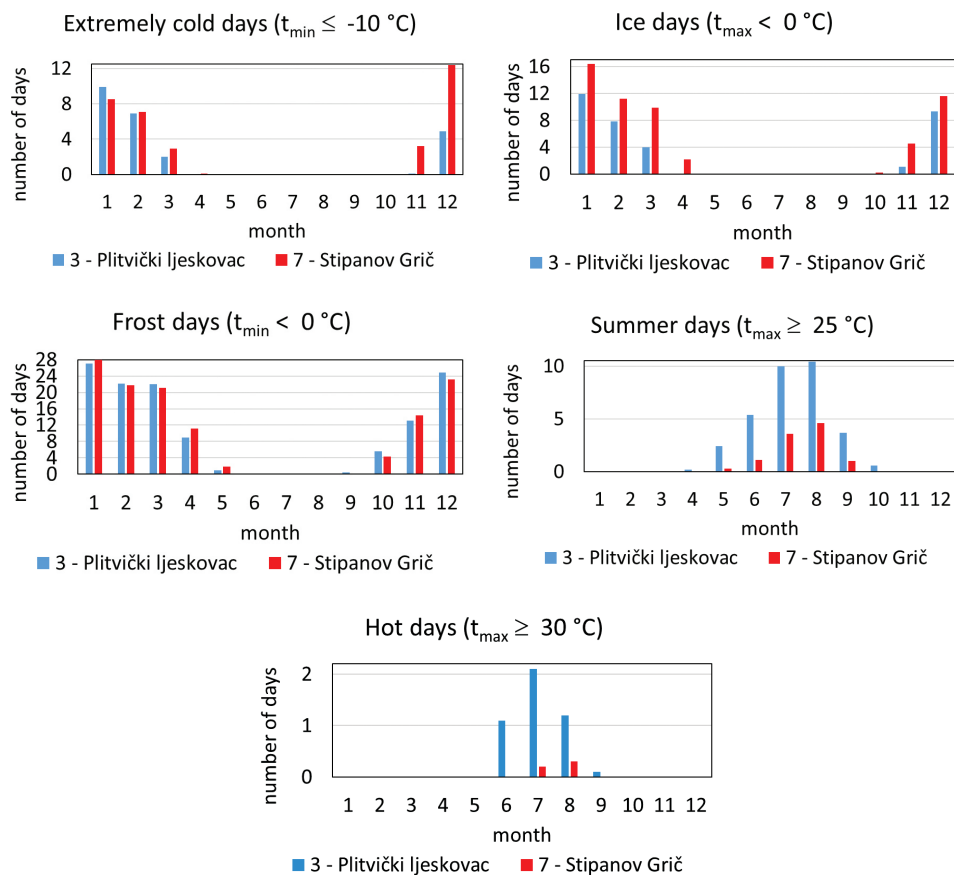 Extremely cold days (tmin ≤ -10 °C)
number of days
12
8
4
0
1 2 3 4 5 6 7 8 9 10 11 12
month
3 - Plitvički ljeskovac 7 - Stipanov Grič
Ice days (tmax < 0 °C)
number of days
16
12
8
4
0
1 2 3 4 5 6 7 8 9 10 11 12
month
3 - Plitvički ljeskovac 7 - Stipanov Grič
Frost days (tmin < 0 °C)
number of days
28
24
20
16
12
8
4
0
1 2 3 4 5 6 7 8 9 10 11 12
month
3 - Plitvički ljeskovac 7 - Stipanov Grič
Summer days (tmax ≥ 25 °C)
number of days
10
5
0
1 2 3 4 5 6 7 8 9 10 11 12
month
3 - Plitvički ljeskovac 7 - Stipanov Grič
Hot days (tmax ≥ 30 °C)
number of days
2
1
0
1 2 3 4 5 6 7 8 9 10 11 12
month
3 - Plitvički ljeskovac 7 - Stipanov Grič